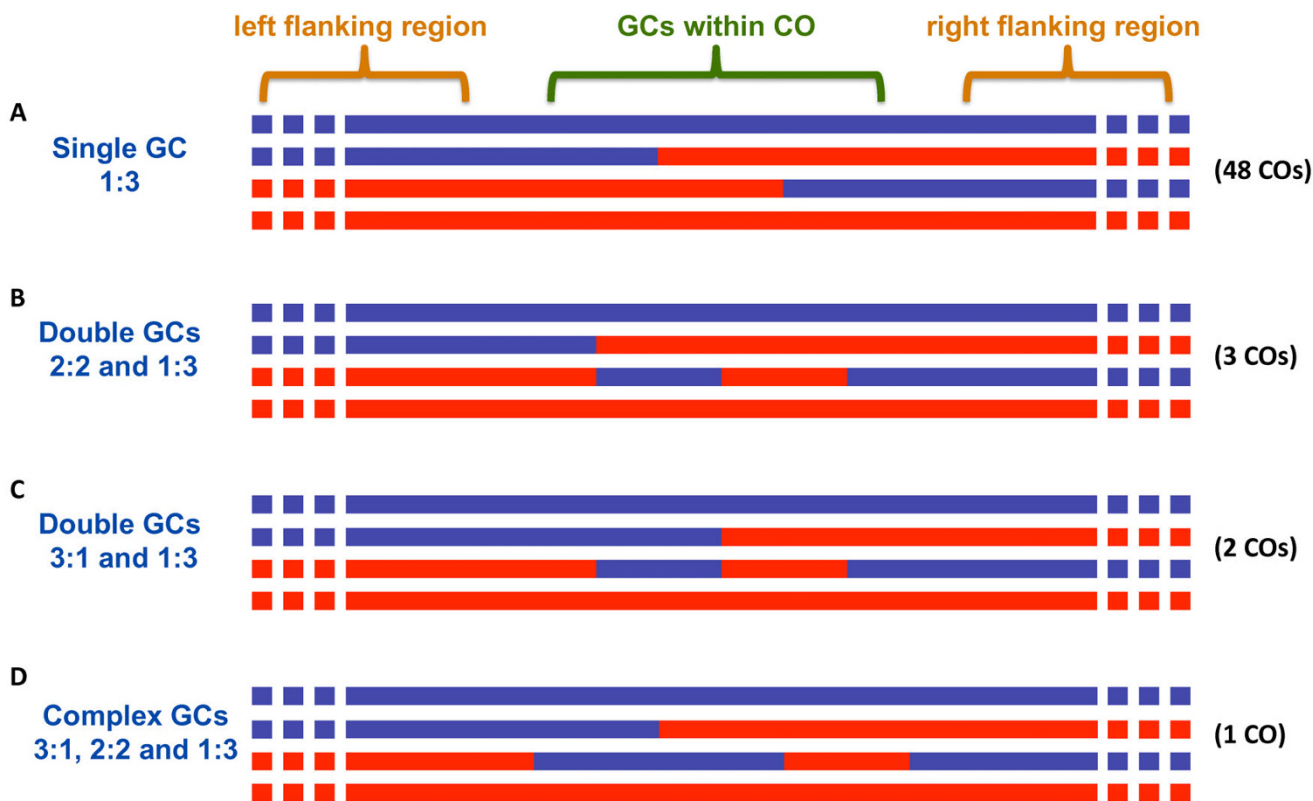 left flanking region
GCs within CO
right flanking region
A
Single GC
1:3
(48 COs)
B
Double GCs
2:2 and 1:3
(3 COs)
C
Double GCs
3:1 and 1:3
(2 COs)
D
Complex GCs
3:1, 2:2 and 1:3
(1 CO)